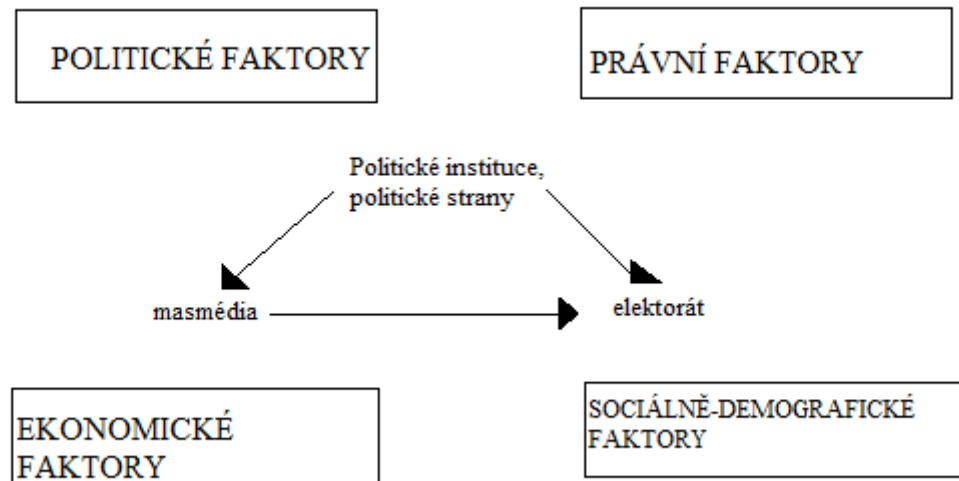 POLITICKÉ FAKTORY
PRÁVNÍ FAKTORY
Politické instituce,
politické strany
masmédia
elektorát
EKONOMICKÉ
FAKTORY
SOCIÁLNĚ-DEMOGRAFICKÉ
FAKTORY